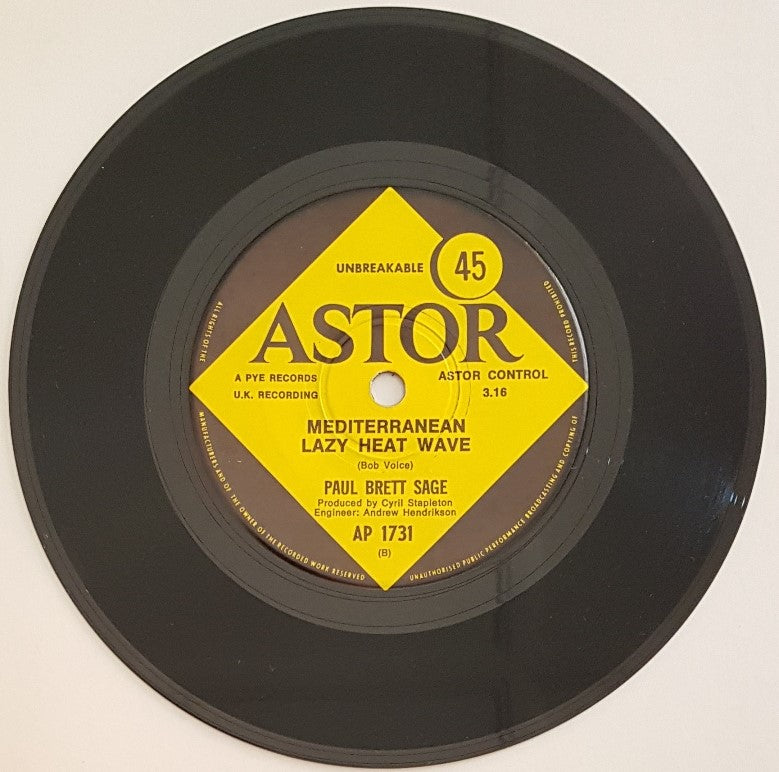 UNBREAKABLE
45
ASTOR
A PYE RECORDS
U.K. RECORDING
ASTOR CONTROL
3.16
MEDITERRANEAN
LAZY HEAT WAVE
(Bob Voice)
PAUL BRETT SAGE
Produced by Cyril Stapleton
Engineer: Andrew Hendrikson
AP 1731
(B)
ALL RIGHTS OF THE MANUFACTURERS AND OF THE OWNER OF THE RECORDED WORK RESERVED
UNAUTHORISED PUBLIC PERFORMANCE BROADCASTING AND COPYING OF THIS RECORD PROHIBITED